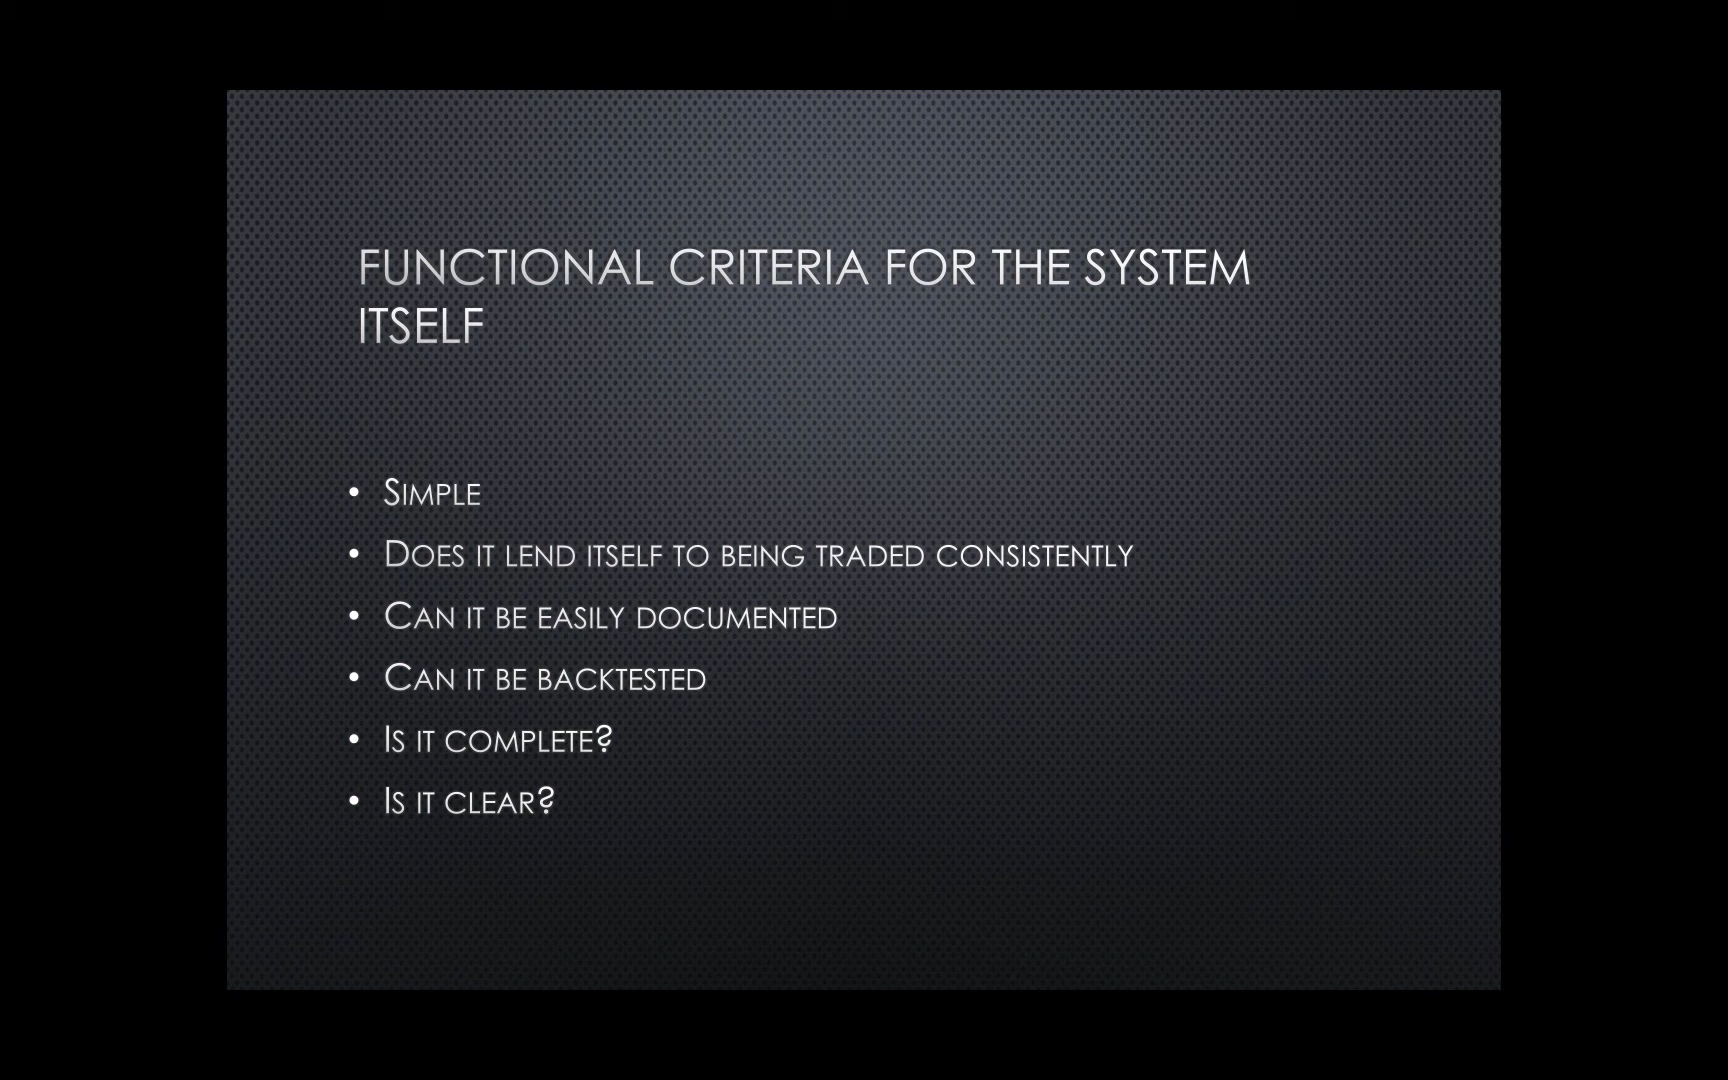 FUNCTIONAL CRITERIA FOR THE SYSTEM
ITSELF
• SIMPLE
• DOES IT LEND ITSELF TO BEING TRADED CONSISTENTLY
• CAN IT BE EASILY DOCUMENTED
• CAN IT BE BACKTESTED
• IS IT COMPLETE?
• IS IT CLEAR?